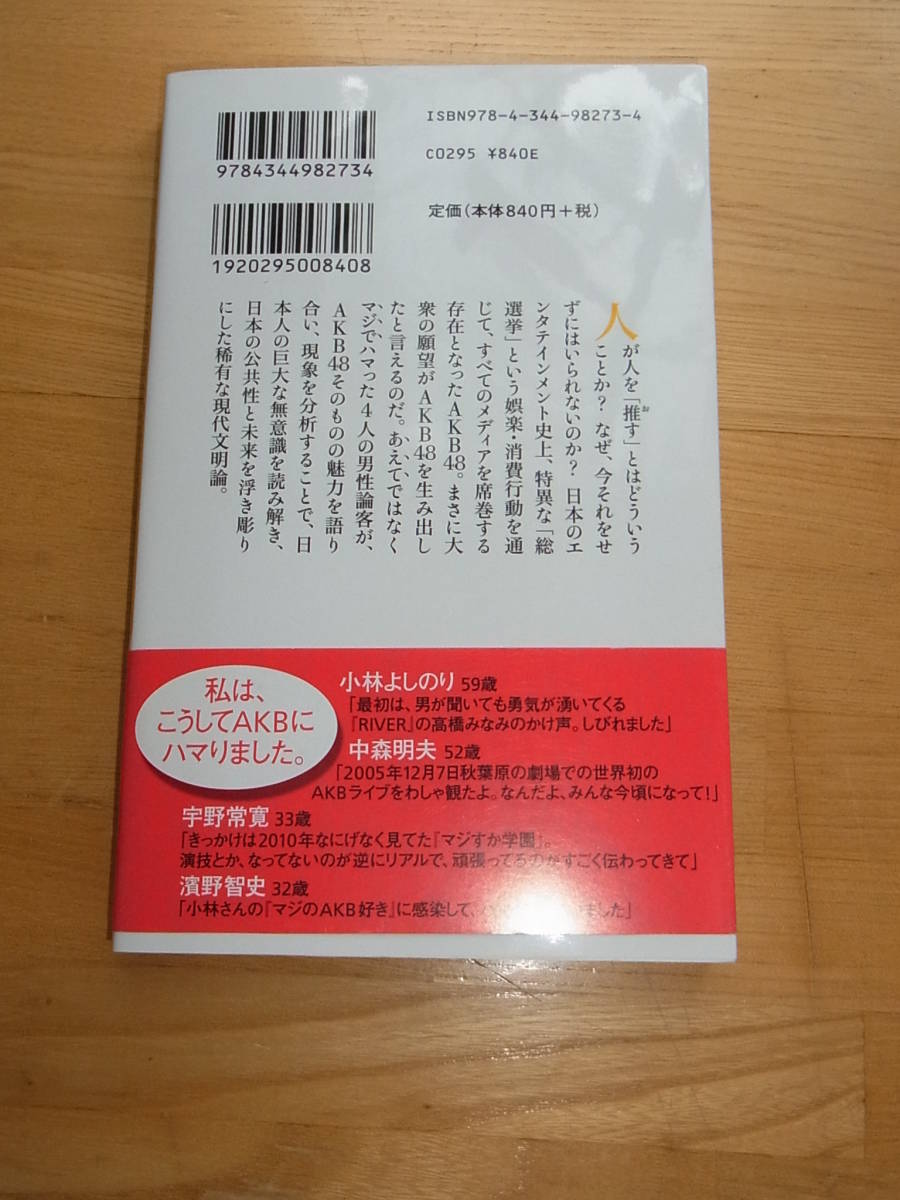 ISBN978-4-344-98273-4
C0295 ¥840E
9784344982734
定価(本体840円+税)
1920295008408
人が人を「推す」とはどういう
お
ことか? なぜ、今それをせ
ずにはいられないのか? 日本のエ
ンタテインメント史上、特異な「総
選挙」という娯楽・消費行動を通
じて、すべてのメディアを席巻する
存在となったAKB48。まさに大
衆の願望がAKB48を生み出し
たと言えるのだ。あえてではなく
マジでハマった4人の男性論客が、
AKB48そのものの魅力を語り
合い、現象を分析することで、日
本人の巨大な無意識を読み解き、
日本の公共性と未来を浮き彫り
にした稀有な現代文明論。
私は、
こうしてAKBに
ハマりました。
小林よしのり 59歳
「最初は、男が聞いても勇気が湧いてくる
『RIVER』の高橋みなみのかけ声。しびれました」
中森明夫 52歳
「2005年12月7日秋葉原の劇場での世界初の
AKBライブをわしゃ観たよ。なんだよ、みんな今頃になって!」
宇野常寛 33歳
「きっかけは2010年なにげなく見てた『マジすか学園』。
演技とか、なってないのが逆にリアルで、頑張ってるのがすごく伝わってきて」
濱野智史 32歳
「小林さんの『マジのAKB好き』に感染して、ました」